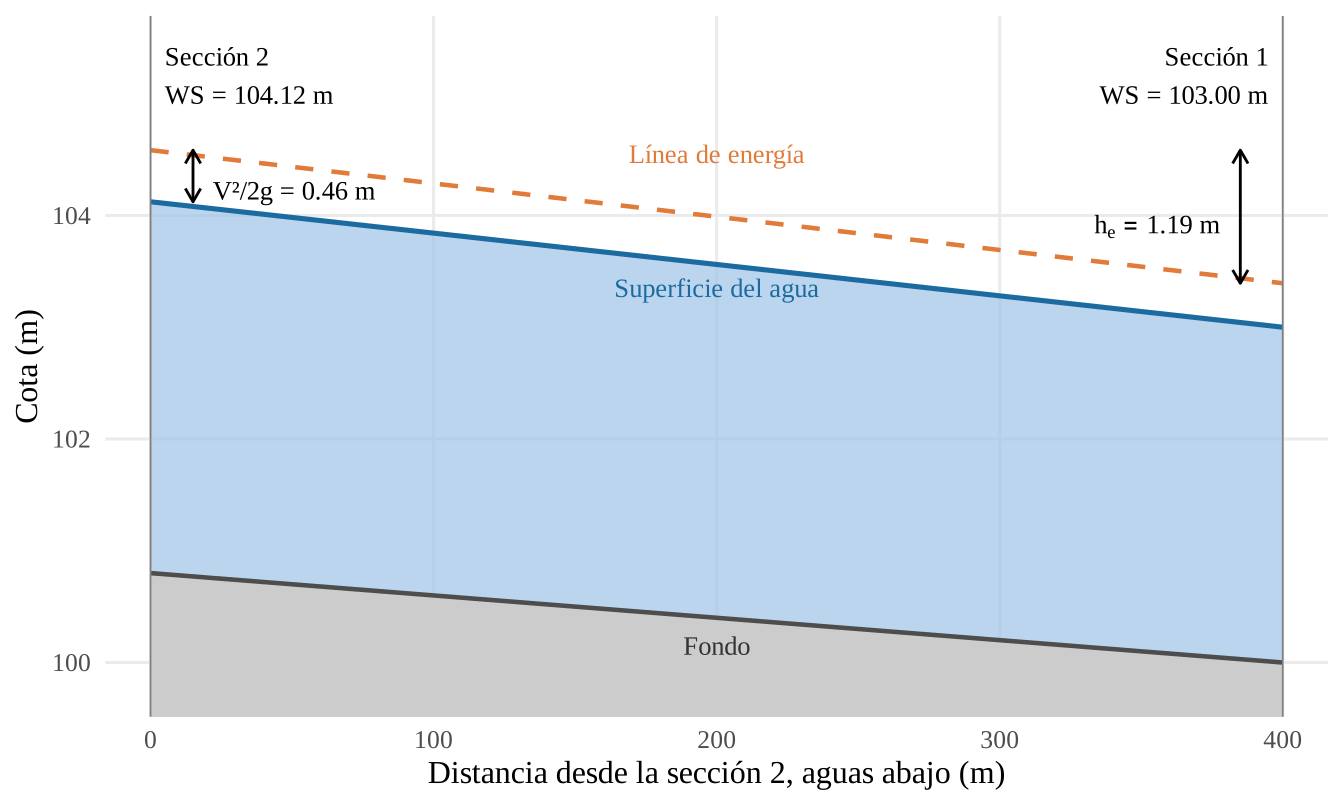 Sección 2
WS = 104.12 m
Sección 1
WS = 103.00 m
Línea de energía
V²/2g = 0.46 m
hₑ = 1.19 m
Superficie del agua
Fondo
Cota (m)
104
102
100
0
100
200
300
400
Distancia desde la sección 2, aguas abajo (m)